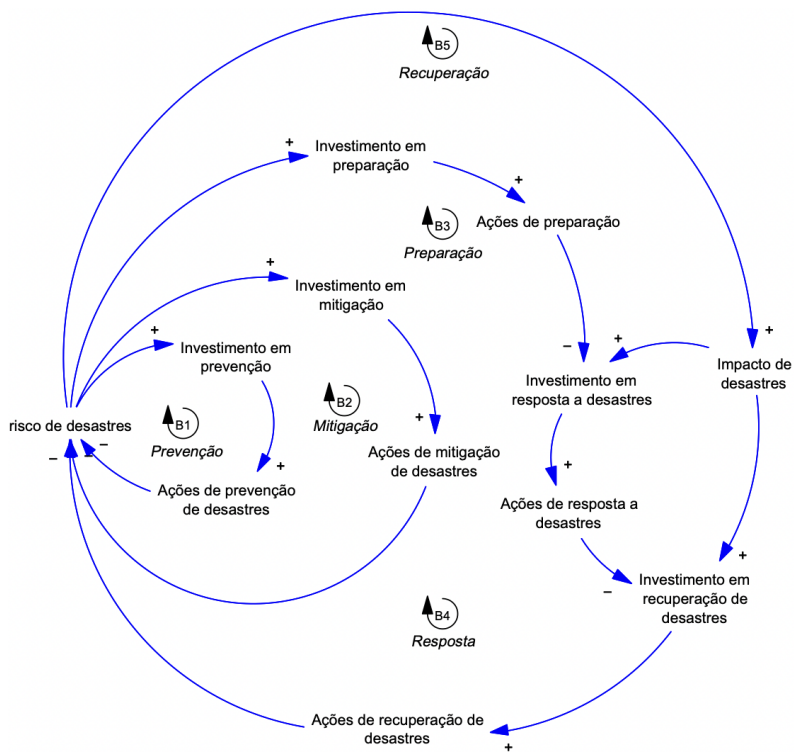 B5
Recuperação
+
Investimento em
preparação
+
Ações de preparação
B3
Preparação
+
Investimento em
mitigação
+
Investimento em
prevenção
–
+
+
Impacto de
desastres
Investimento em
resposta a desastres
B2
Mitigação
B1
Prevenção
risco de desastres
–
–
–
+
Ações de mitigação
de desastres
+
Ações de prevenção
de desastres
+
Ações de resposta a
desastres
+
–
Investimento em
recuperação de
desastres
B4
Resposta
Ações de recuperação de
desastres
+